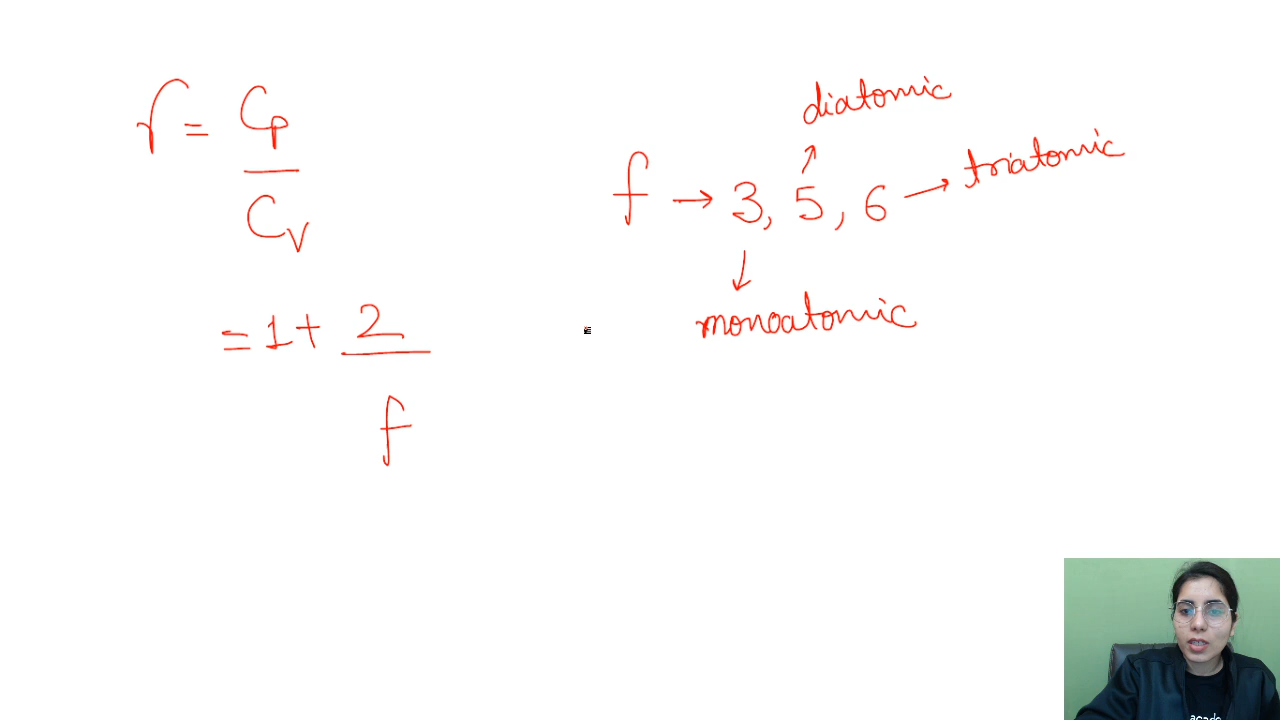 γ = Cp
Cv
= 1 + 2
f
diatomic
f → 3, 5, 6 → triatomic
monoatomic